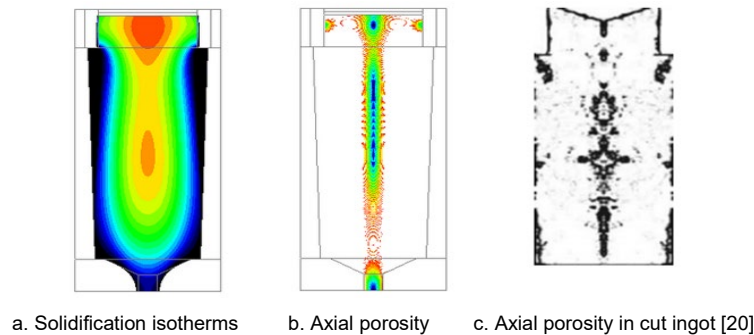 a. Solidification isotherms b. Axial porosity c. Axial porosity in cut ingot [20]